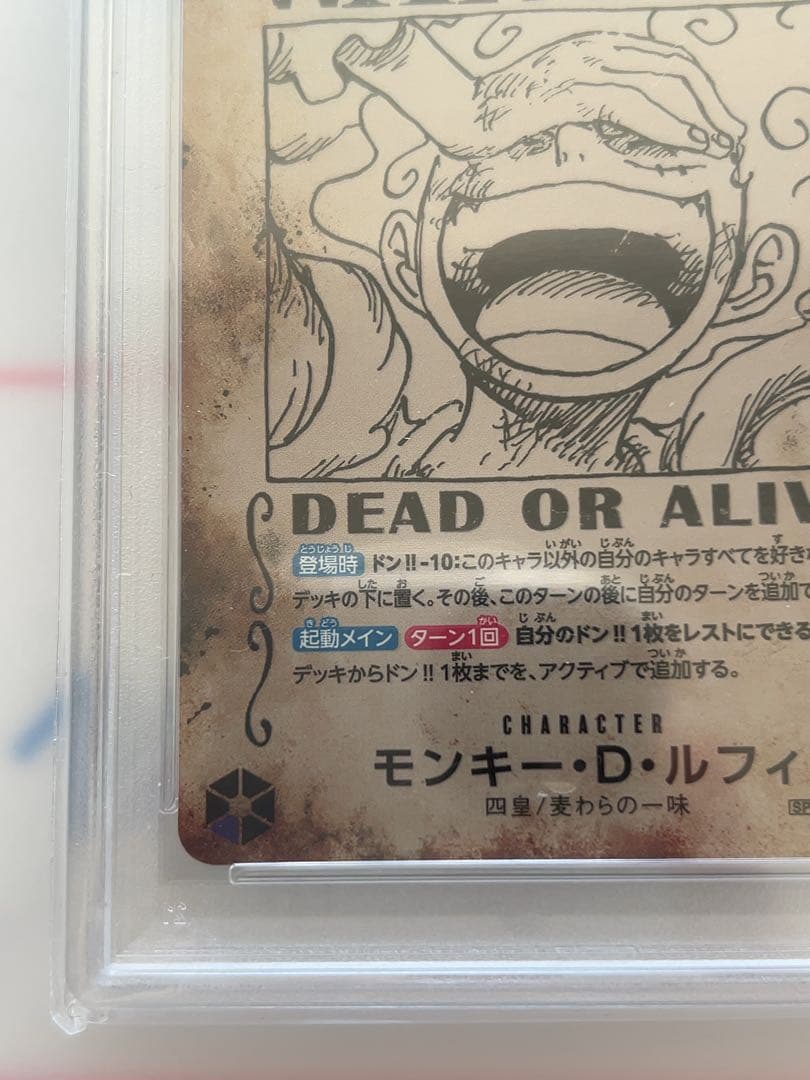 DEAD OR ALIV
登場時 ドン!!-10:このキャラ以外の自分のキャラすべてを好き
デッキの下に置く。その後、このターンの後に自分のターンを追加で
起動メイン ターン1回 自分のドン!!1枚をレストにできる
デッキからドン!!1枚までを、アクティブで追加する。
CHARACTER
モンキー・D・ルフィ
四皇/麦わらの一味
SP